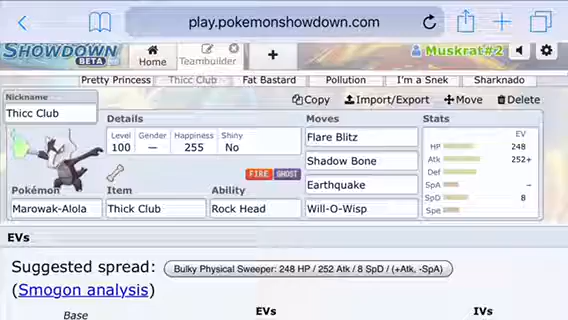 play.pokemonshowdown.com
SHOWDOWN
BETA
Home
Teambuilder
Muskrat#2
Pretty Princess
Thicc Club
Fat Bastard
Pollution
I'm a Snek
Sharknado
Nickname
Thicc Club
Copy
Import/Export
Move
Delete
Details
Level Gender Happiness Shiny
100 — 255 No
FIRE GHOST
Pokémon
Marowak-Alola
Item
Thick Club
Ability
Rock Head
Moves
Flare Blitz
Shadow Bone
Earthquake
Will-O-Wisp
Stats
EV
HP 248
Atk 252+
Def
SpA –
SpD 8
Spe
EVs
Suggested spread: Bulky Physical Sweeper: 248 HP / 252 Atk / 8 SpD / (+Atk, -SpA)
(Smogon analysis)
Base EVs IVs